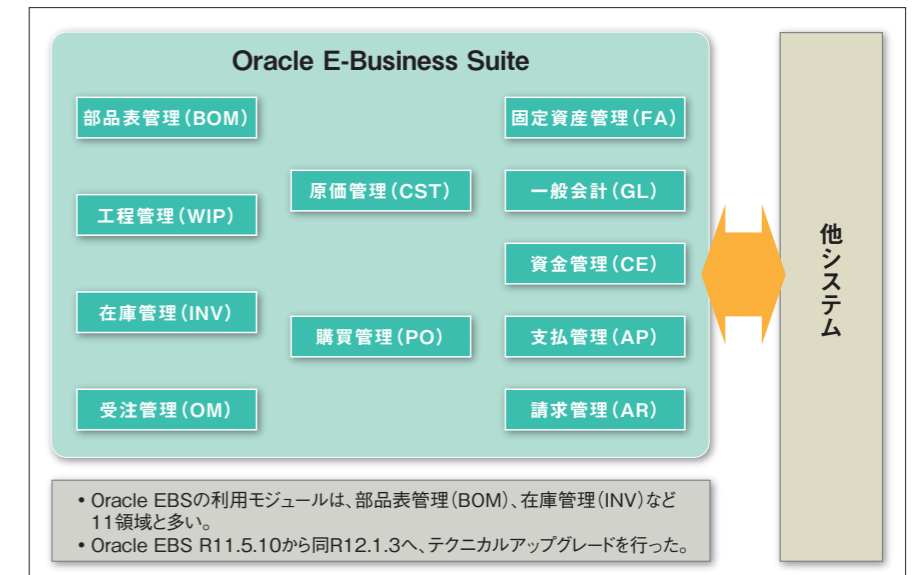 Oracle E-Business Suite
部品表管理（BOM）
工程管理（WIP）
在庫管理（INV）
受注管理（OM）
原価管理（CST）
購買管理（PO）
固定資産管理（FA）
一般会計（GL）
資金管理（CE）
支払管理（AP）
請求管理（AR）
他システム
• Oracle EBSの利用モジュールは、部品表管理（BOM）、在庫管理（INV）など
11領域と多い。
• Oracle EBS R11.5.10から同R12.1.3へ、テクニカルアップグレードを行った。